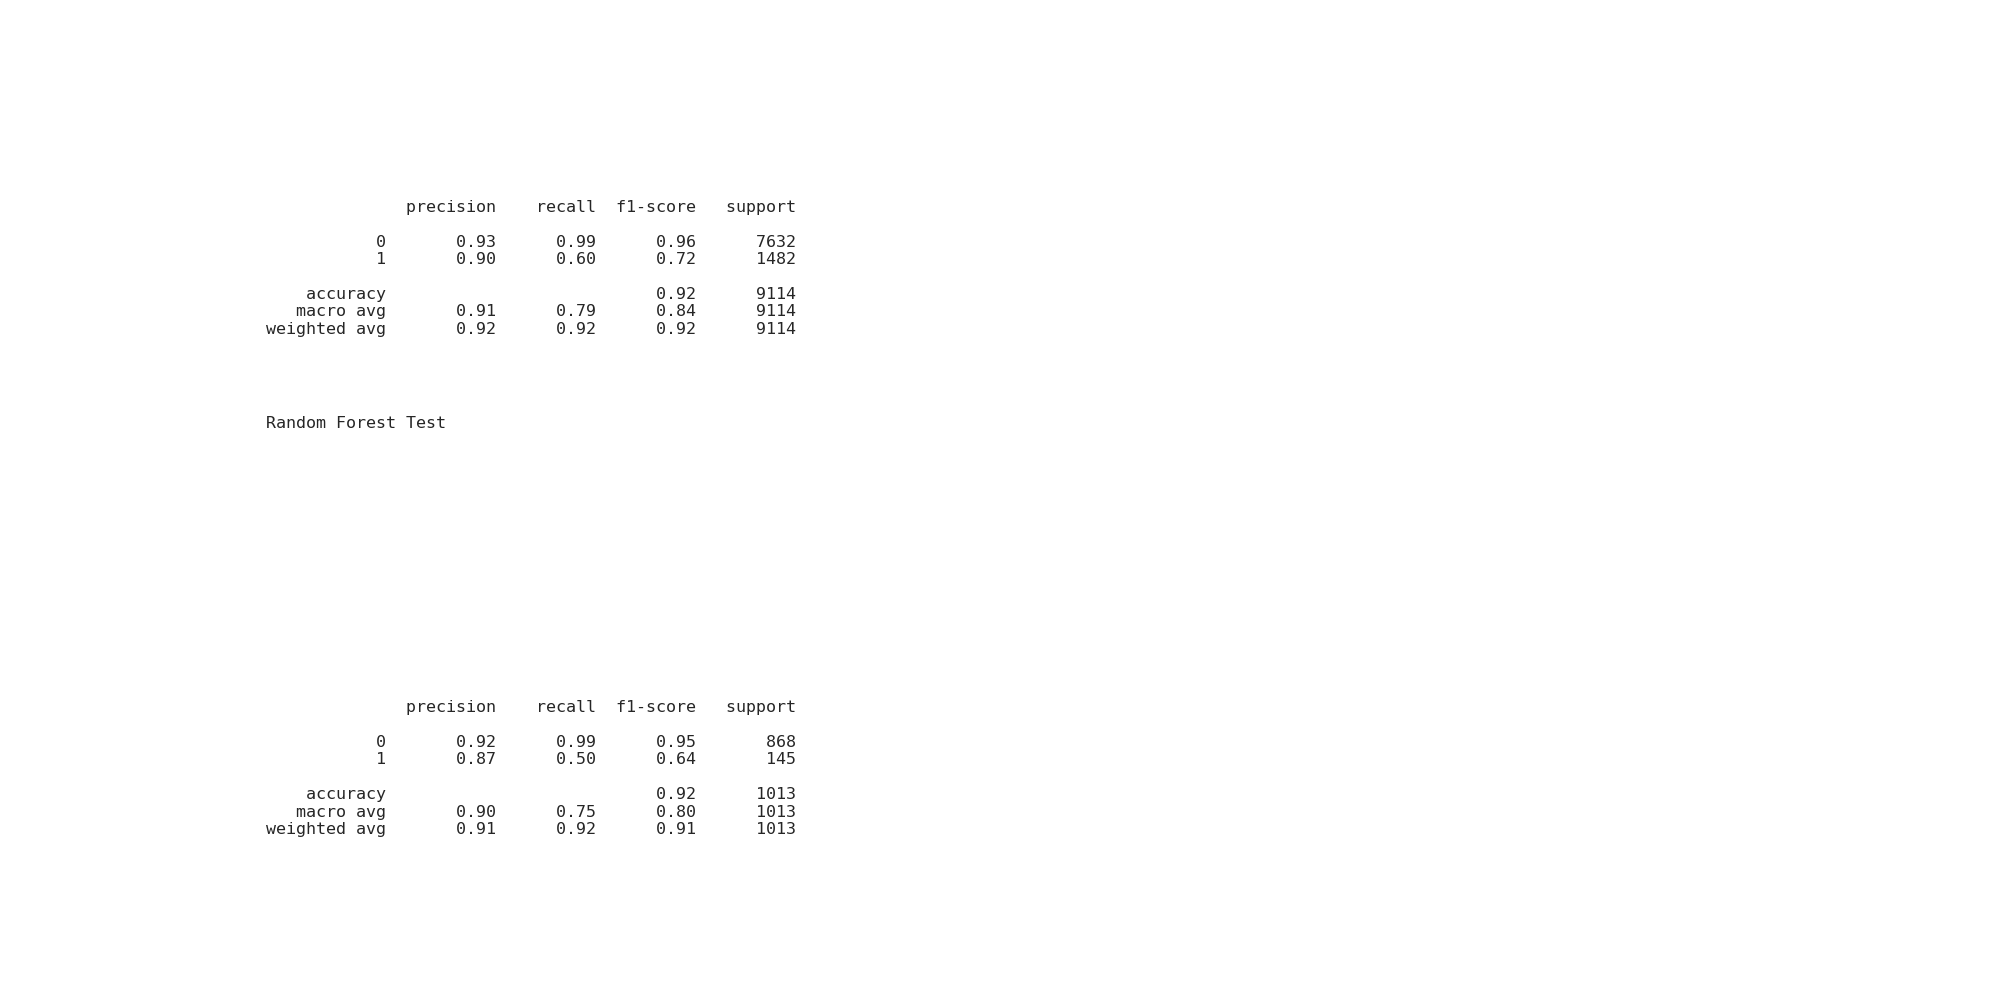 precision recall f1-score support
0 0.93 0.99 0.96 7632
1 0.90 0.60 0.72 1482
accuracy 0.92 9114
macro avg 0.91 0.79 0.84 9114
weighted avg 0.92 0.92 0.92 9114
Random Forest Test
precision recall f1-score support
0 0.92 0.99 0.95 868
1 0.87 0.50 0.64 145
accuracy 0.92 1013
macro avg 0.90 0.75 0.80 1013
weighted avg 0.91 0.92 0.91 1013